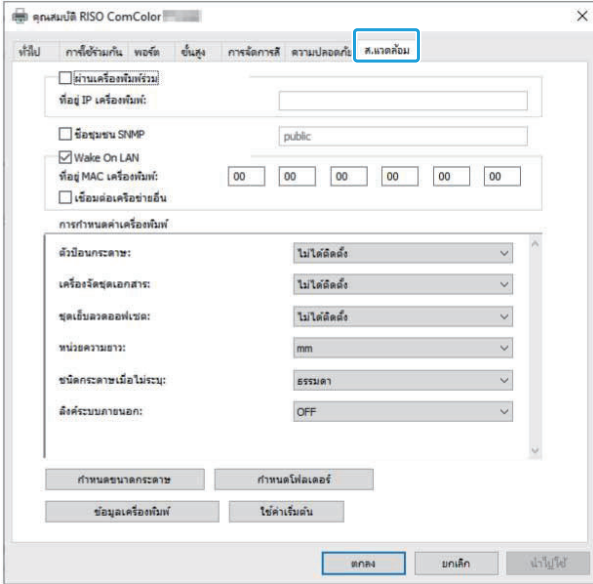 คุณสมบัติ RISO ComColor
ทั่วไป การใช้ร่วมกัน พอร์ต ขั้นสูง การจัดการสี ความปลอดภัย ส.แวดล้อม
ผ่านเครื่องพิมพ์ร่วม
ที่อยู่ IP เครื่องพิมพ์:
ชื่อชุมชน SNMP public
Wake On LAN
ที่อยู่ MAC เครื่องพิมพ์: 00 00 00 00 00 00
เชื่อมต่อเครือข่ายอื่น
การกำหนดค่าเครื่องพิมพ์
ตัวป้อนกระดาษ: ไม่ได้ติดตั้ง
เครื่องจัดชุดเอกสาร: ไม่ได้ติดตั้ง
ชุดเย็บลวดออฟเซต: ไม่ได้ติดตั้ง
หน่วยความยาว: mm
ชนิดกระดาษเมื่อไม่ระบุ: ธรรมดา
ลิงค์ระบบภายนอก: OFF
กำหนดขนาดกระดาษ กำหนดโฟลเดอร์
ข้อมูลเครื่องพิมพ์ ใช้ค่าเริ่มต้น
ตกลง ยกเลิก นำไปใช้